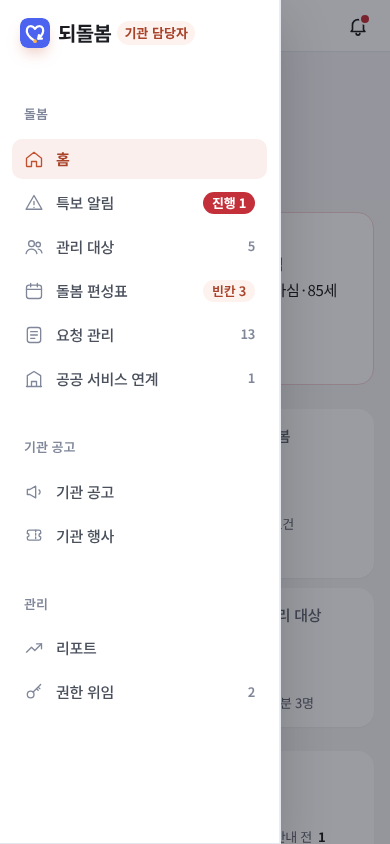 되돌봄 기관 담당자
돌봄
홈
특보 알림 진행 1
관리 대상 5
돌봄 편성표 빈칸 3
요청 관리 13
공공 서비스 연계 1
기관 공고
기관 공고
기관 행사
관리
리포트
권한 위임 2
심·85세
건
리 대상
분 3명
내 전 1